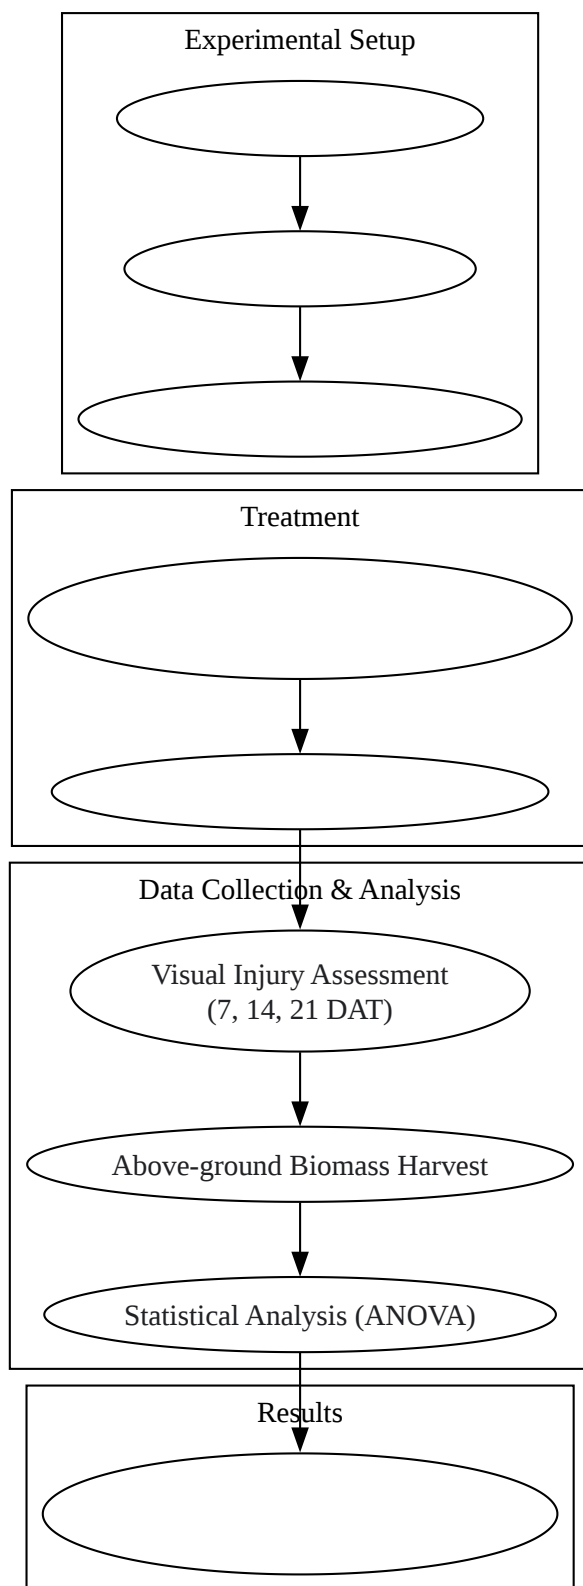 Experimental Setup
Treatment
Data Collection & Analysis
Visual Injury Assessment
(7, 14, 21 DAT)
Above-ground Biomass Harvest
Statistical Analysis (ANOVA)
Results